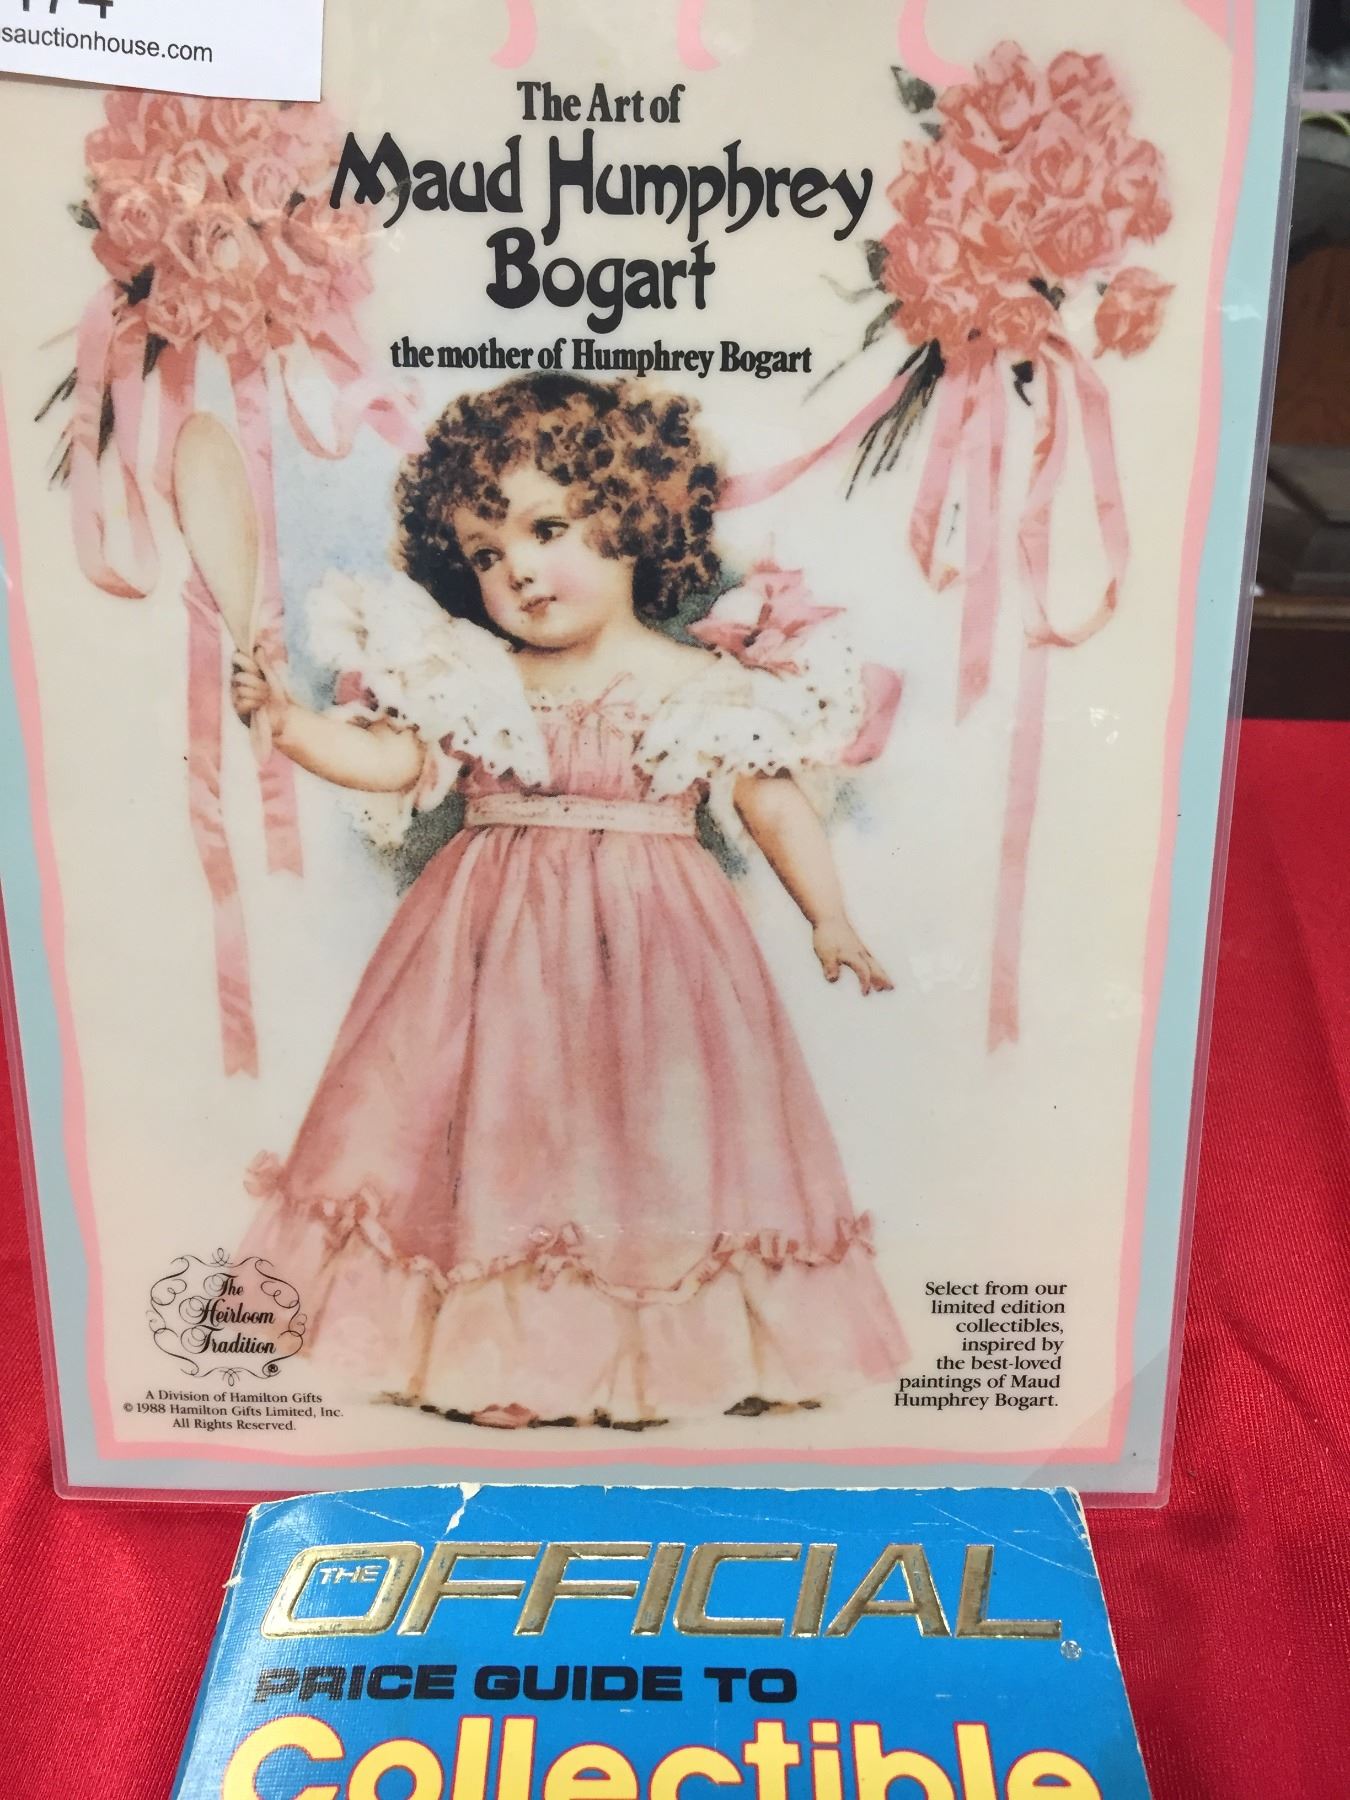 sauctionhouse.com
The Art of
Maud Humphrey
Bogart
the mother of Humphrey Bogart
The
Heirloom
Tradition
®
A Division of Hamilton Gifts
© 1988 Hamilton Gifts Limited, Inc.
All Rights Reserved.
Select from our
limited edition
collectibles,
inspired by
the best-loved
paintings of Maud
Humphrey Bogart.
THE OFFICIAL®
PRICE GUIDE TO
Collectible